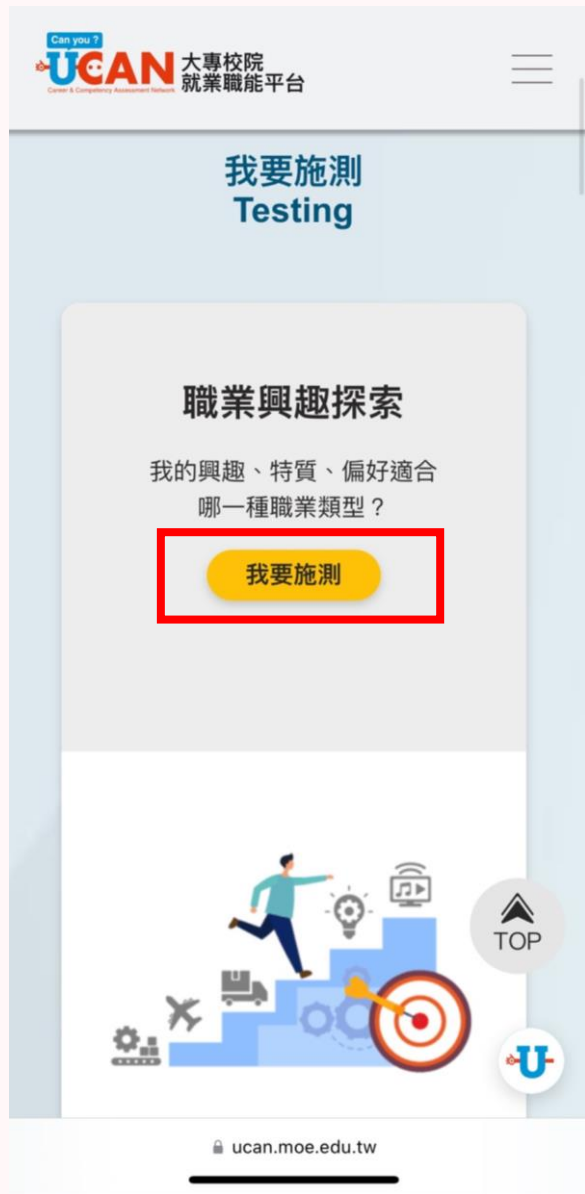 Can you ?
UCAN
Career & Competency Assessment Network
大專校院
就業職能平台
我要施測
Testing
職業興趣探索
我的興趣、特質、偏好適合
哪一種職業類型？
我要施測
TOP
U
ucan.moe.edu.tw